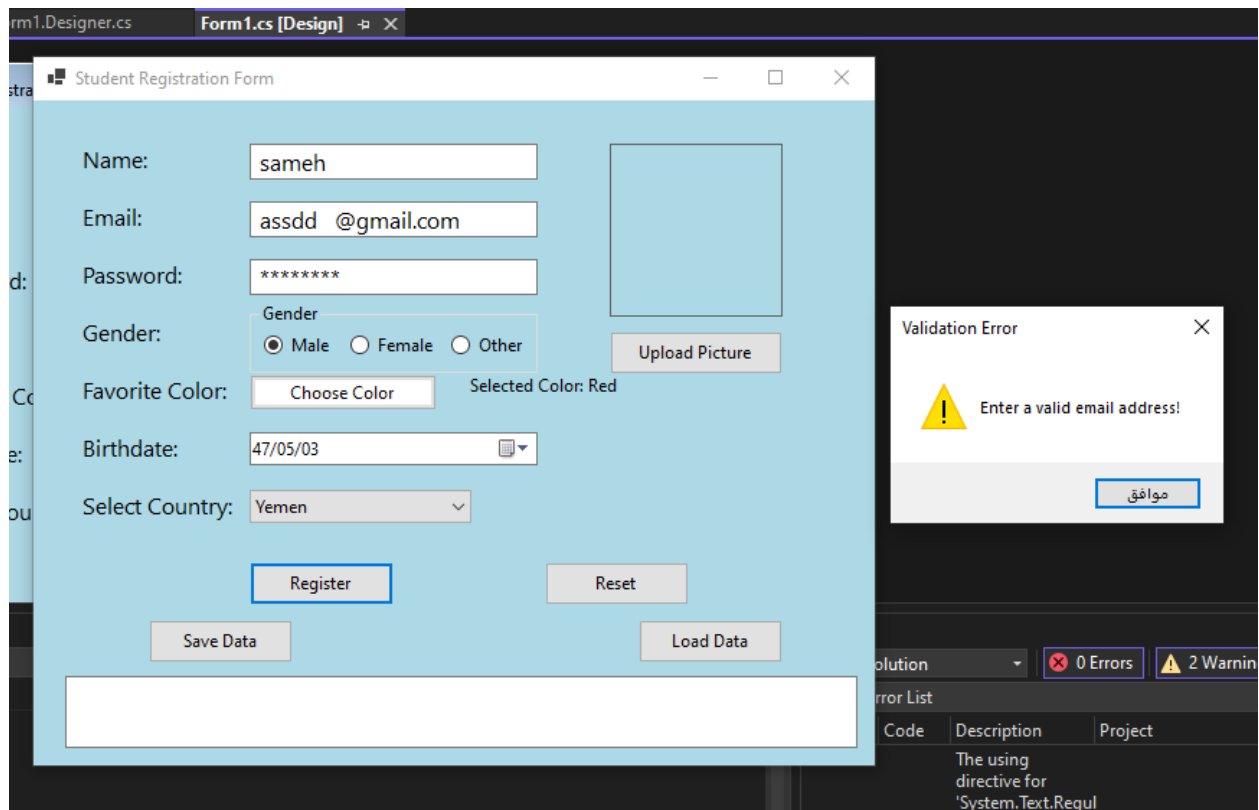 rm1.Designer.cs
Form1.cs [Design]
stra
Student Registration Form
Name:
sameh
Email:
assdd   @gmail.com
Password:
********
d:
Gender
Gender:
Male Female Other
Upload Picture
Validation Error
Enter a valid email address!
موافق
Co
Favorite Color:
Choose Color
Selected Color: Red
e:
Birthdate:
47/05/03
ou
Select Country:
Yemen
Register
Reset
Save Data
Load Data
olution
0 Errors
2 Warnin
rror List
Code Description Project
The using
directive for
'System.Text.Regul